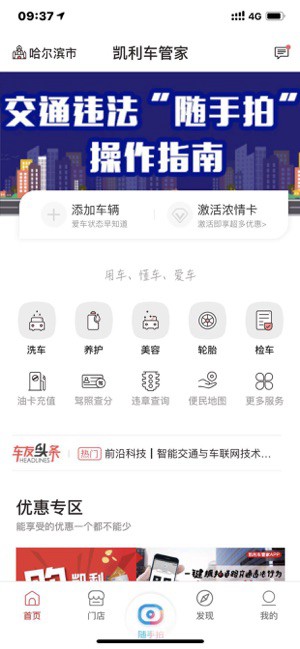 09:37
4G
哈尔滨市
凯利车管家
交通违法“随手拍”
操作指南
添加车辆
爱车状态早知道
激活浓情卡
激活即享超多优惠>
用车、懂车、爱车
洗车
养护
美容
轮胎
检车
油卡充值
驾照查分
违章查询
便民地图
更多服务
车友头条
HEADLINES
热门
前沿科技丨智能交通与车联网技术...
优惠专区
能享受的优惠一个都不能少
凯利
一键
首页
门店
随手拍
发现
我的